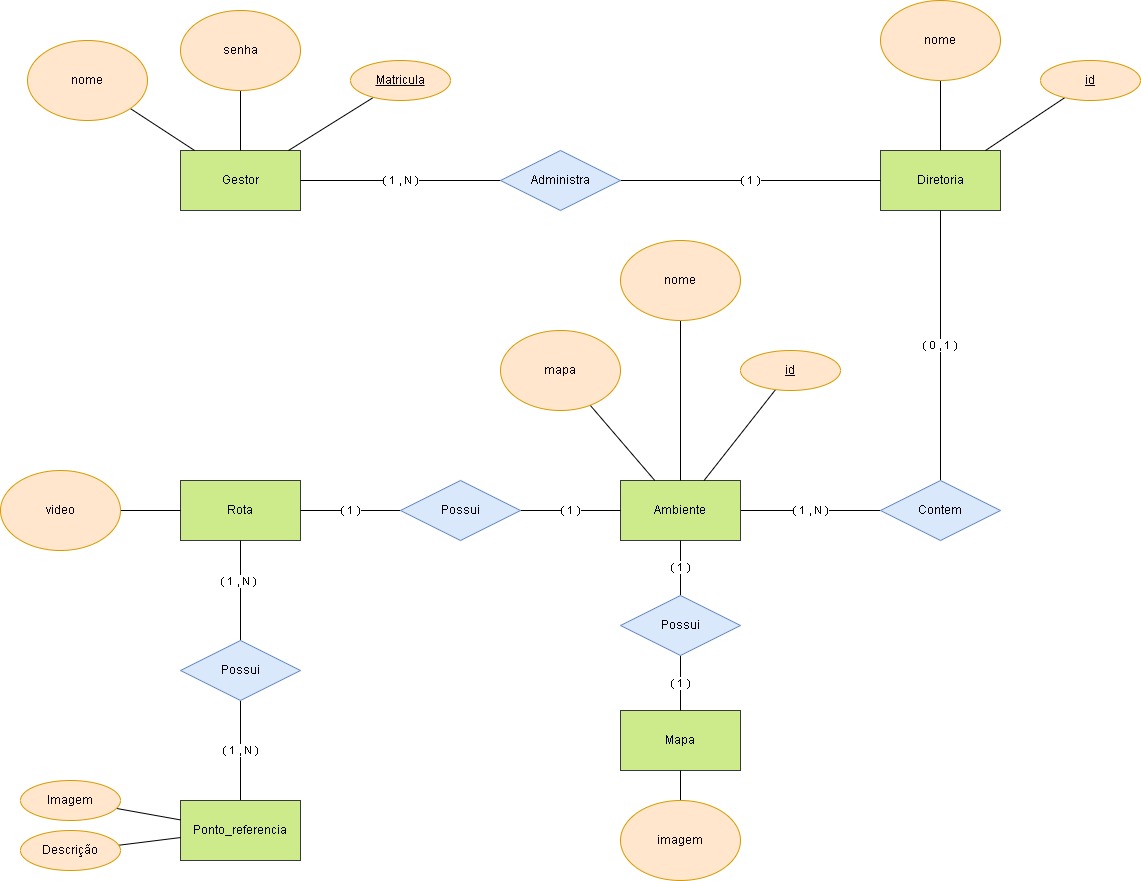 nome
senha
Matricula
nome
id
Gestor
(1,N)
Administra
(1)
Diretoria
nome
(0,1)
mapa
id
video
Rota
(1)
Possui
(1)
Ambiente
(1,N)
Contem
(1)
(1,N)
Possui
Possui
(1)
(1,N)
Mapa
Imagem
Ponto_referencia
Descrição
imagem